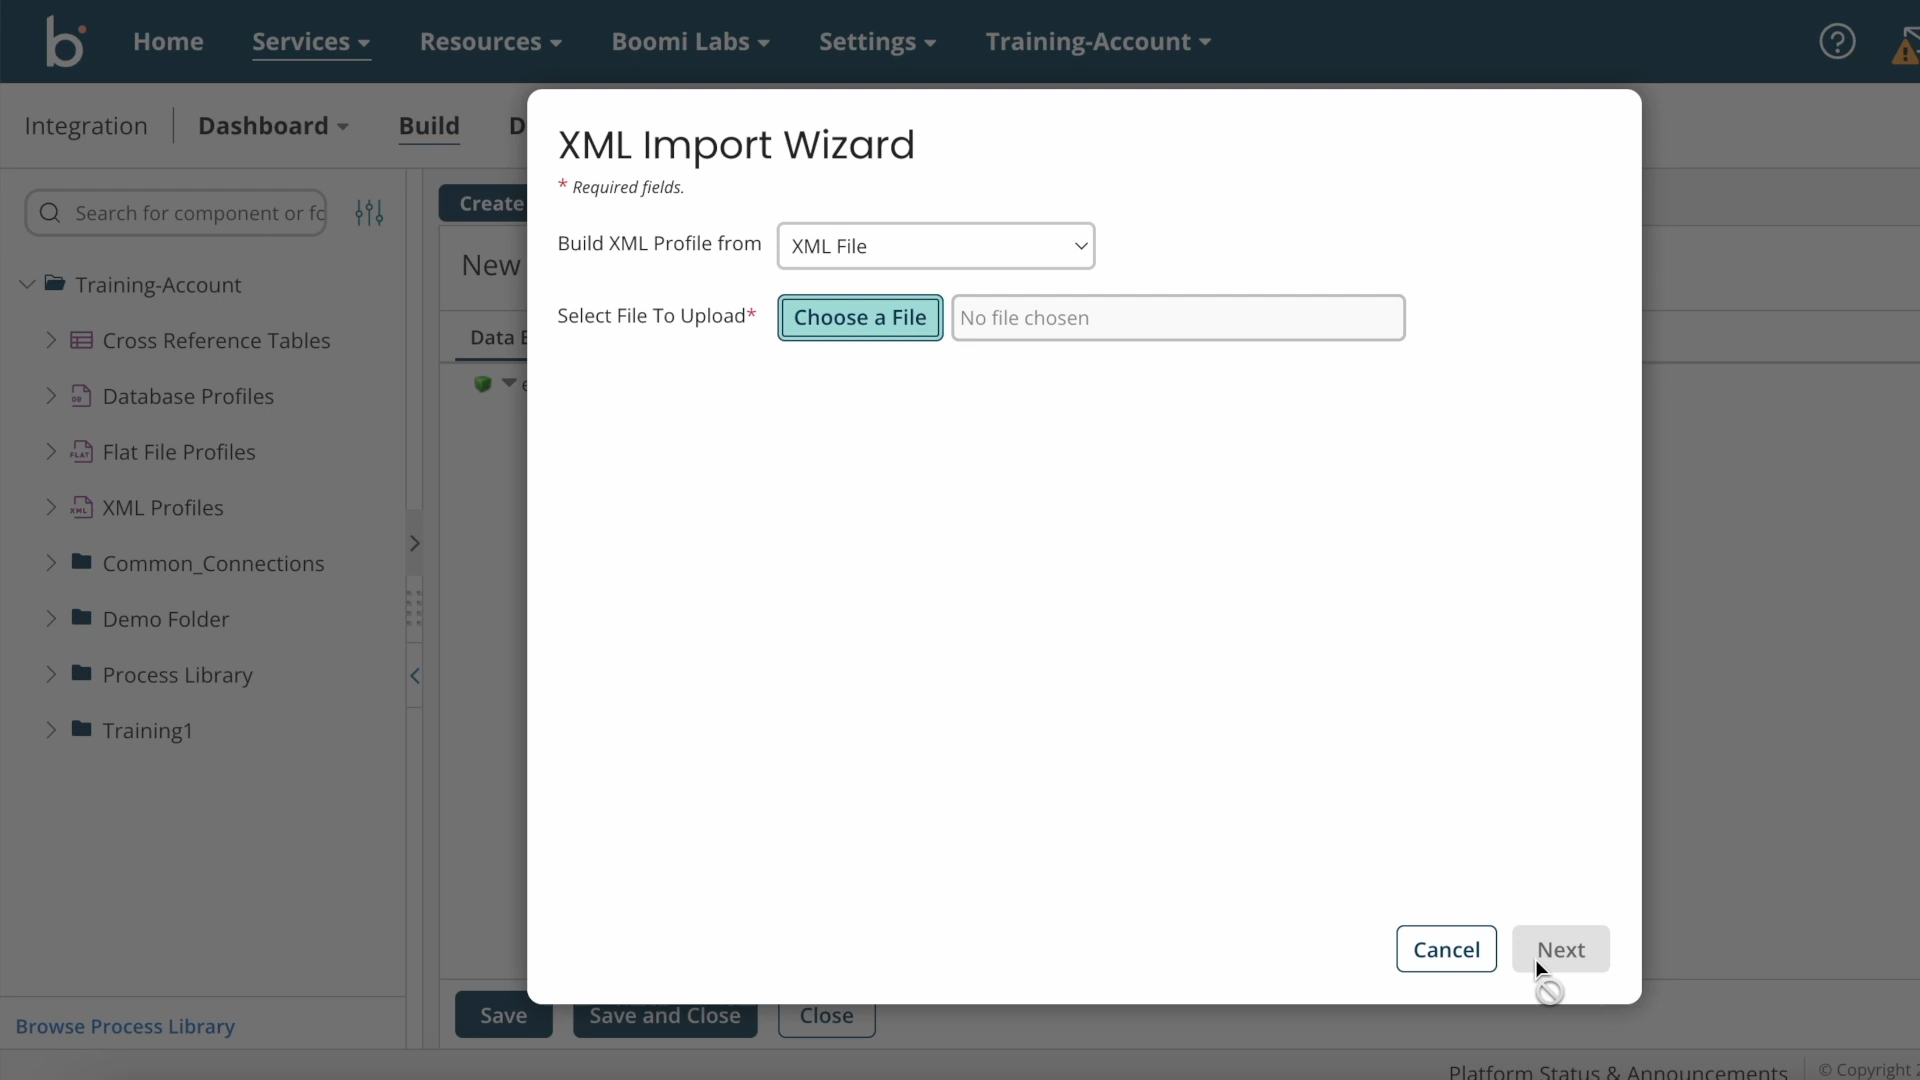 Home Services Resources Boomi Labs Settings Training-Account
Integration Dashboard Build D
XML Import Wizard
* Required fields.
Build XML Profile from XML File
Select File To Upload* Choose a File No file chosen
Cancel Next
Search for component or fo
Training-Account
Cross Reference Tables
Database Profiles
Flat File Profiles
XML Profiles
Common_Connections
Demo Folder
Process Library
Training1
Browse Process Library
Create
New
Data E
Save Save and Close Close
Platform Status & Announcements © Copyright 2